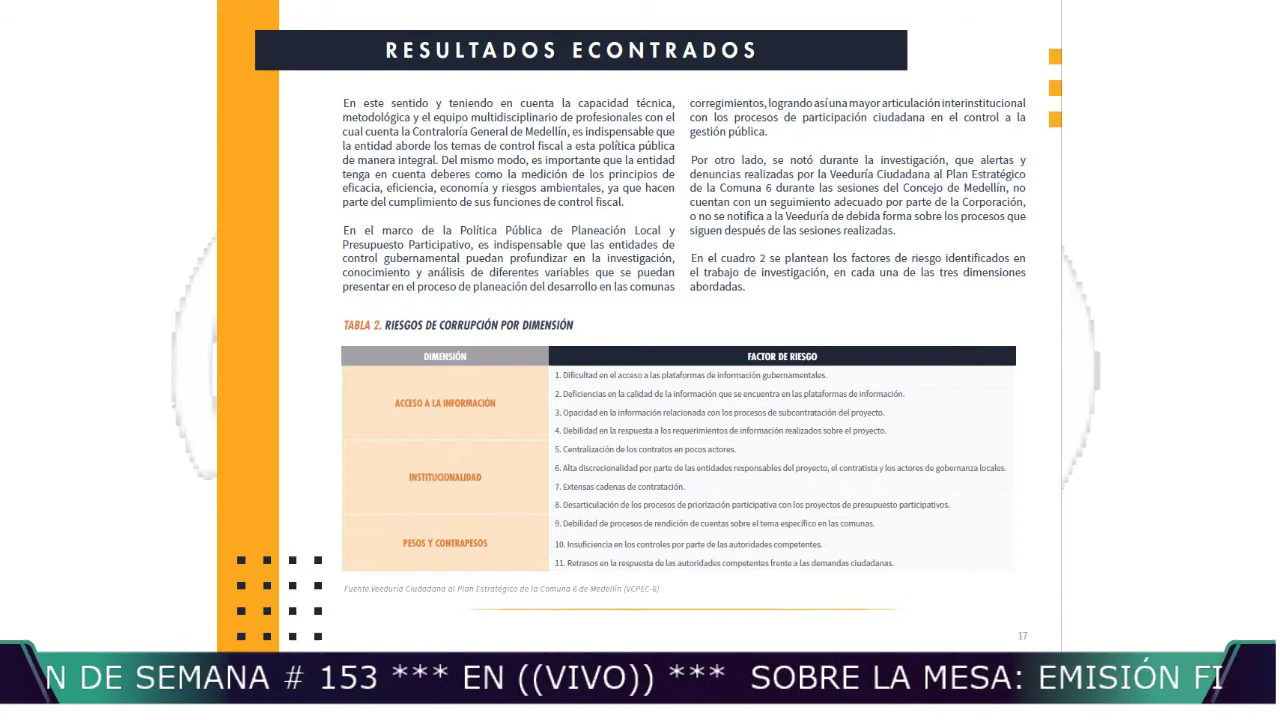 RESULTADOS ECONTRADOS
En este sentido y teniendo en cuenta la capacidad técnica,
metodológica y el equipo multidisciplinario de profesionales con el
cual cuenta la Contraloría General de Medellín, es indispensable que
la entidad aborde los temas de control fiscal a esta política pública
de manera integral. Del mismo modo, es importante que la entidad
tenga en cuenta deberes como la medición de los principios de
eficacia, eficiencia, economía y riesgos ambientales, ya que hacen
parte del cumplimiento de sus funciones de control fiscal.
En el marco de la Política Pública de Planeación Local y
Presupuesto Participativo, es indispensable que las entidades de
control gubernamental puedan profundizar en la investigación,
conocimiento y análisis de diferentes variables que se puedan
presentar en el proceso de planeación del desarrollo en las comunas
corregimientos, logrando así una mayor articulación interinstitucional
con los procesos de participación ciudadana en el control a la
gestión pública.
Por otro lado, se notó durante la investigación, que alertas y
denuncias realizadas por la Veeduría Ciudadana al Plan Estratégico
de la Comuna 6 durante las sesiones del Concejo de Medellín, no
cuentan con un seguimiento adecuado por parte de la Corporación,
o no se notifica a la Veeduría de debida forma sobre los procesos que
siguen después de las sesiones realizadas.
En el cuadro 2 se plantean los factores de riesgo identificados en
el trabajo de investigación, en cada una de las tres dimensiones
abordadas.
TABLA 2. RIESGOS DE CORRUPCIÓN POR DIMENSIÓN
DIMENSIÓN
FACTOR DE RIESGO
ACCESO A LA INFORMACIÓN
1. Dificultad en el acceso a las plataformas de información gubernamentales.
2. Deficiencias en la calidad de la información que se encuentra en las plataformas de información.
3. Opacidad en la información relacionada con los procesos de subcontratación del proyecto.
4. Debilidad en la respuesta a los requerimientos de información realizados sobre el proyecto.
INSTITUCIONALIDAD
5. Centralización de los contratos en pocos actores.
6. Alta discrecionalidad por parte de las entidades responsables del proyecto, el contratista y los actores de gobernanza locales.
7. Extensas cadenas de contratación.
8. Desarticulación de los procesos de priorización participativa con los proyectos de presupuesto participativos.
PESOS Y CONTRAPESOS
9. Debilidad de procesos de rendición de cuentas sobre el tema específico en las comunas.
10. Insuficiencia en los controles por parte de las autoridades competentes.
11. Retrasos en la respuesta de las autoridades competentes frente a las demandas ciudadanas.
Fuente:Veeduría Ciudadana al Plan Estratégico de la Comuna 6 de Medellín (VCPEC-6)
17
N DE SEMANA # 153 *** EN ((VIVO)) *** SOBRE LA MESA: EMISIÓN FI